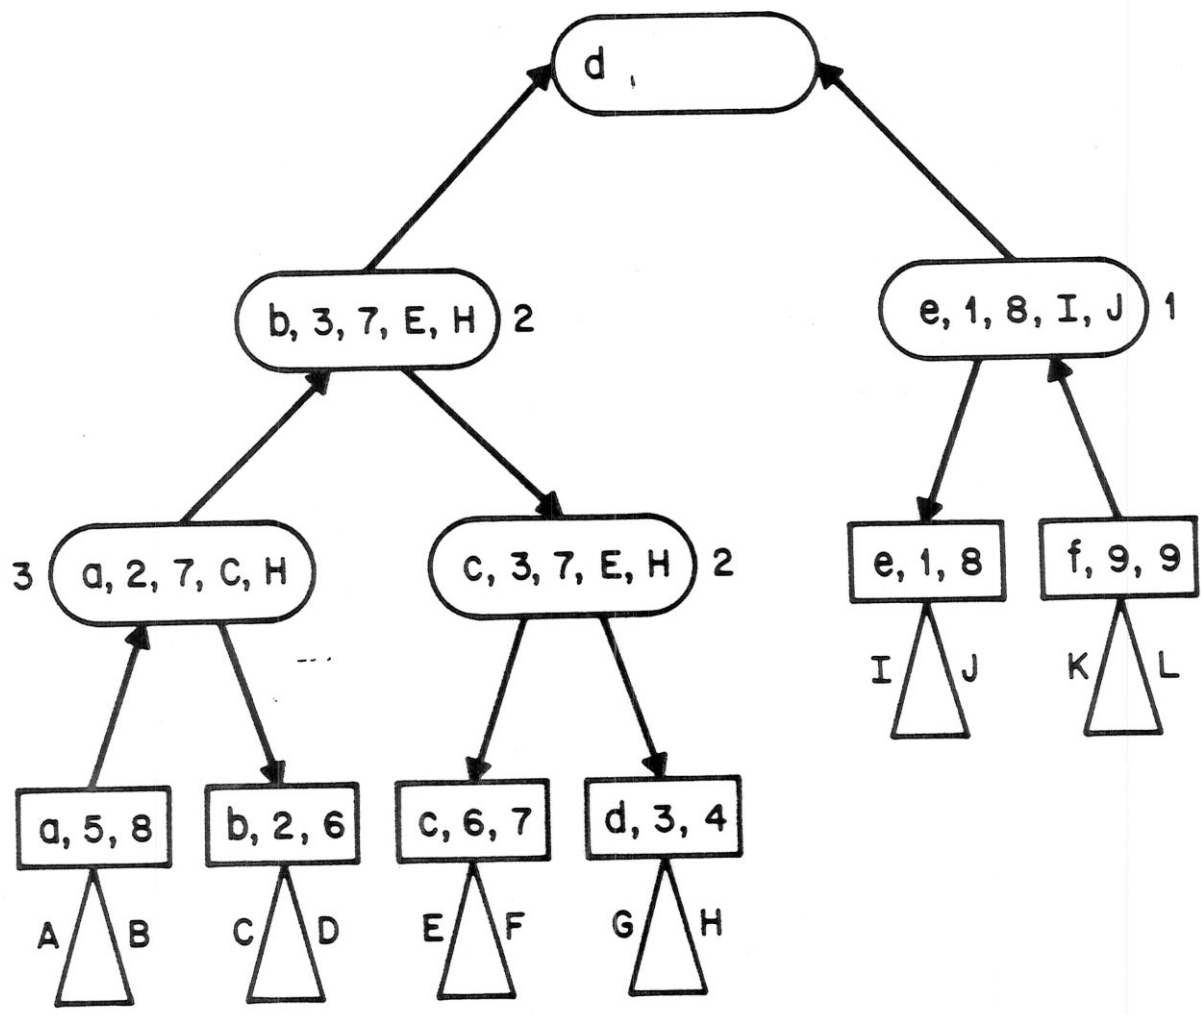 d ,
b, 3, 7, E, H 2
e, 1, 8, I, J 1
3 a, 2, 7, C, H
c, 3, 7, E, H 2
e, 1, 8
f, 9, 9
I J
K L
a, 5, 8
b, 2, 6
c, 6, 7
d, 3, 4
A B
C D
E F
G H